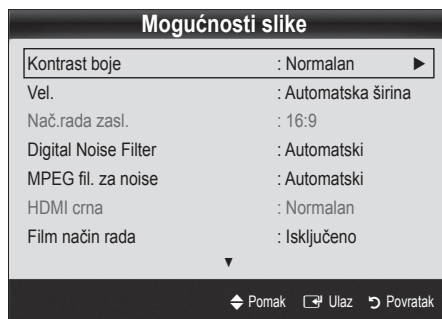 Mogućnosti slike
Kontrast boje : Normalan ►
Vel. : Automatska širina
Nač.rada zasl. : 16:9
Digital Noise Filter : Automatski
MPEG fil. za noise : Automatski
HDMI crna : Normalan
Film način rada : Isključeno
▼
Pomak Ulaz Povratak